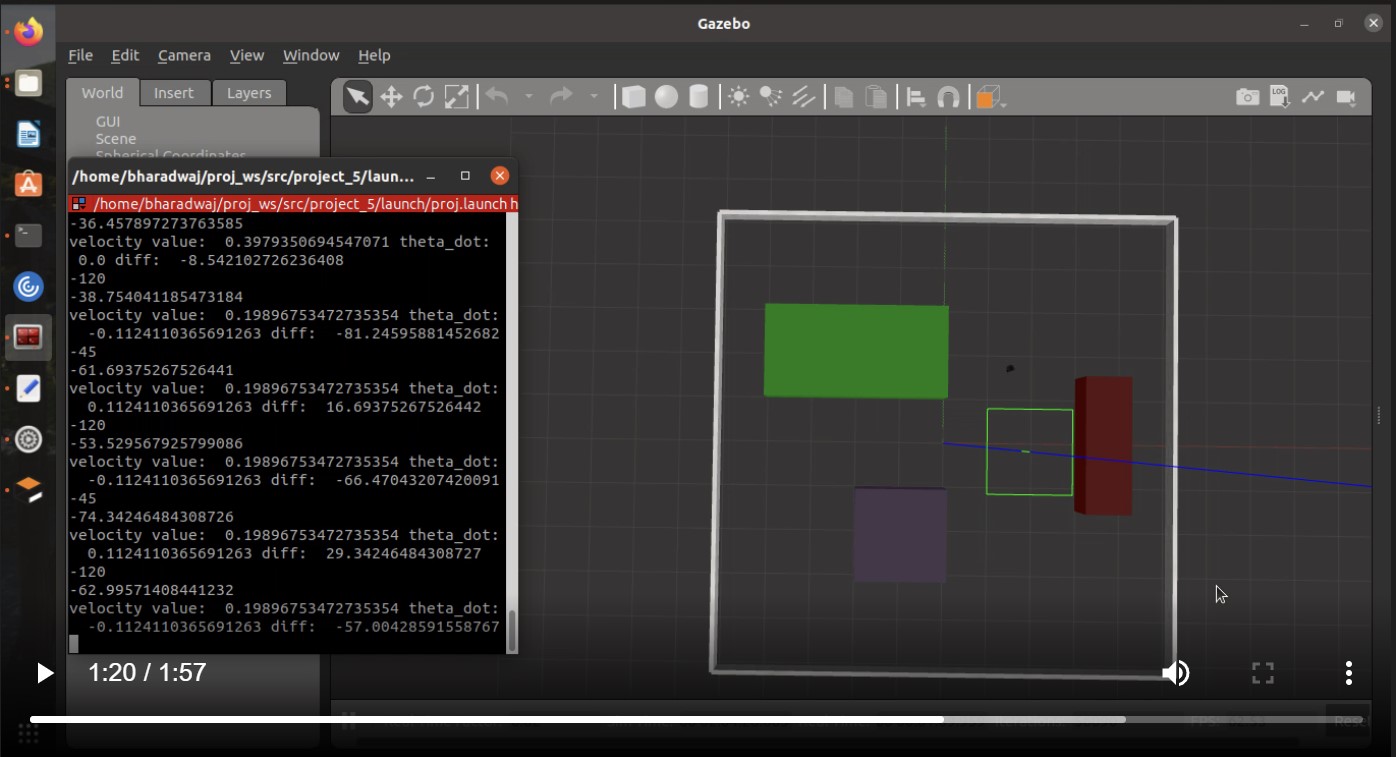 Gazebo
File Edit Camera View Window Help
World Insert Layers
LOG
GUI
Scene
Spherical Coordinates
/home/bharadwaj/proj_ws/src/project_5/laun...
/home/bharadwaj/proj_ws/src/project_5/launch/proj.launch h
-36.457897273763585
velocity value:  0.3979350694547071 theta_dot:
 0.0 diff:  -8.542102726236408
-120
-38.754041185473184
velocity value:  0.19896753472735354 theta_dot:
  -0.1124110365691263 diff:  -81.24595881452682
-45
-61.69375267526441
velocity value:  0.19896753472735354 theta_dot:
  0.1124110365691263 diff:  16.69375267526442
-120
-53.529567925799086
velocity value:  0.19896753472735354 theta_dot:
  -0.1124110365691263 diff:  -66.47043207420091
-45
-74.34246484308726
velocity value:  0.19896753472735354 theta_dot:
  0.1124110365691263 diff:  29.34246484308727
-120
-62.99571408441232
velocity value:  0.19896753472735354 theta_dot:
  -0.1124110365691263 diff:  -57.00428591558767
1:20 / 1:57
FPS: